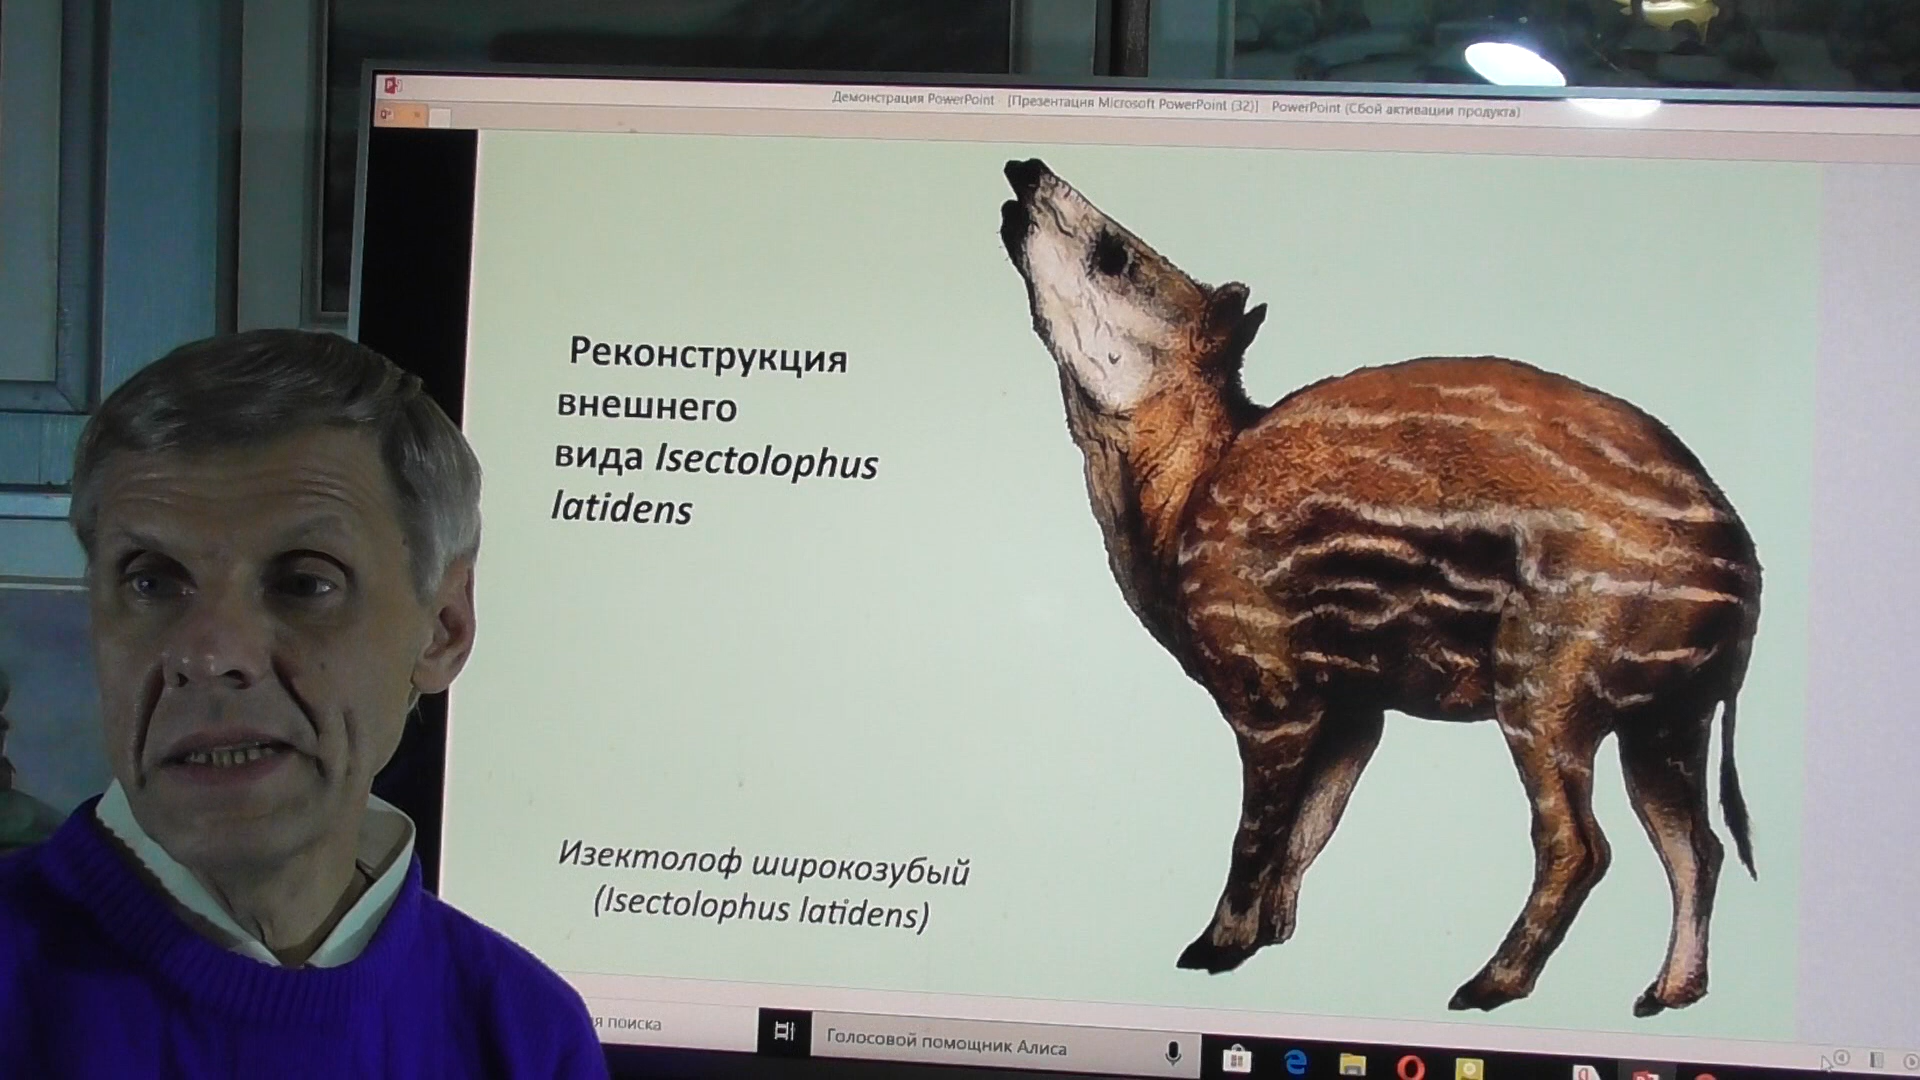 Демонстрация PowerPoint [Презентация Microsoft PowerPoint (32)] PowerPoint (Сбой активации продукта)
Реконструкция
внешнего
вида Isectolophus
latidens
Изектолоф широкозубый
(Isectolophus latidens)
поиска
Голосовой помощник Алиса